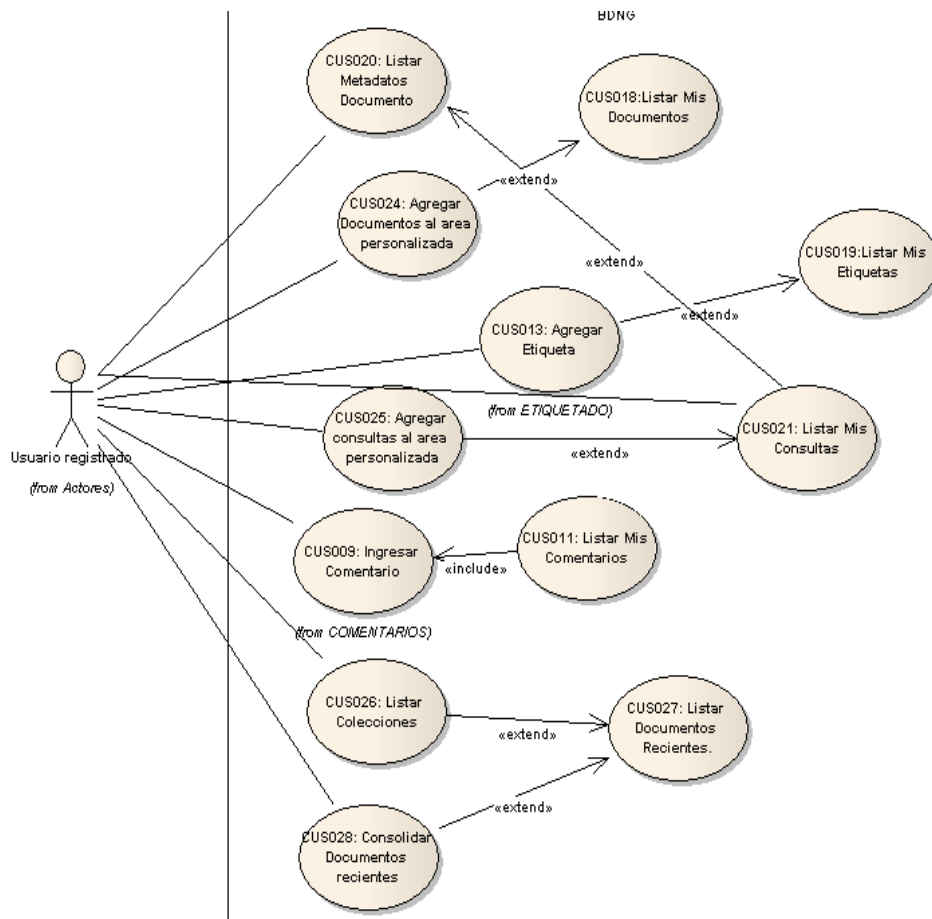 BDNG
CUS020: Listar
Metadatos
Documento
CUS018:Listar Mis
Documentos
«extend»
CUS024: Agregar
Documentos al area
personalizada
«extend»
CUS019:Listar Mis
Etiquetas
«extend»
CUS013: Agregar
Etiqueta
(from ETIQUETADO)
CUS025: Agregar
consultas al area
personalizada
«extend»
CUS021: Listar Mis
Consultas
Usuario registrado
(from Actores)
CUS009: Ingresar
Comentario
«include»
CUS011: Listar Mis
Comentarios
(from COMENTARIOS)
CUS026: Listar
Colecciones
«extend»
CUS027: Listar
Documentos
Recientes.
«extend»
CUS028: Consolidar
Documentos
recientes